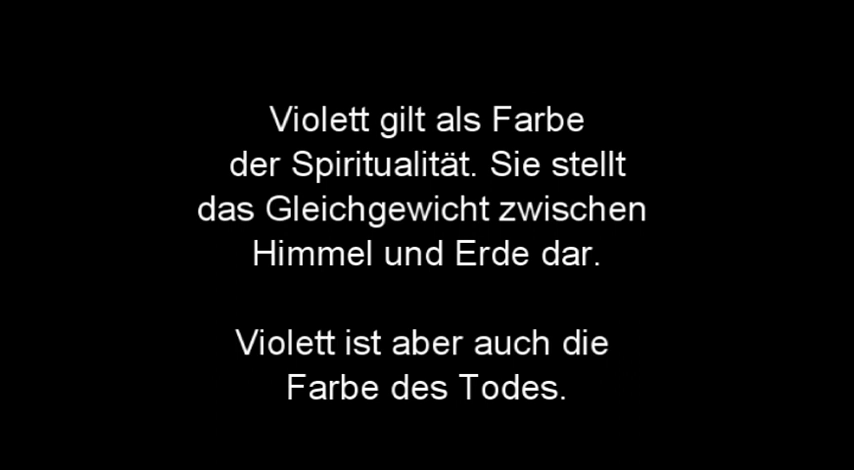 Violett gilt als Farbe
der Spiritualität. Sie stellt
das Gleichgewicht zwischen
Himmel und Erde dar.
Violett ist aber auch die
Farbe des Todes.